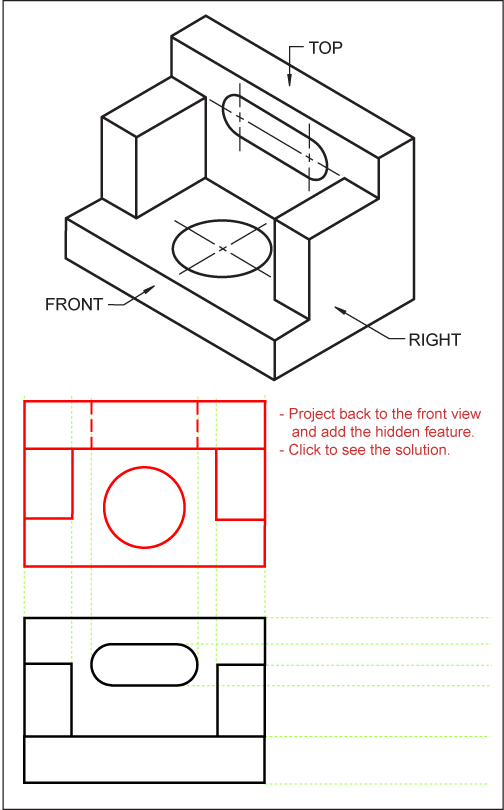 TOP
FRONT
RIGHT
- Project back to the front view
and add the hidden feature.
- Click to see the solution.